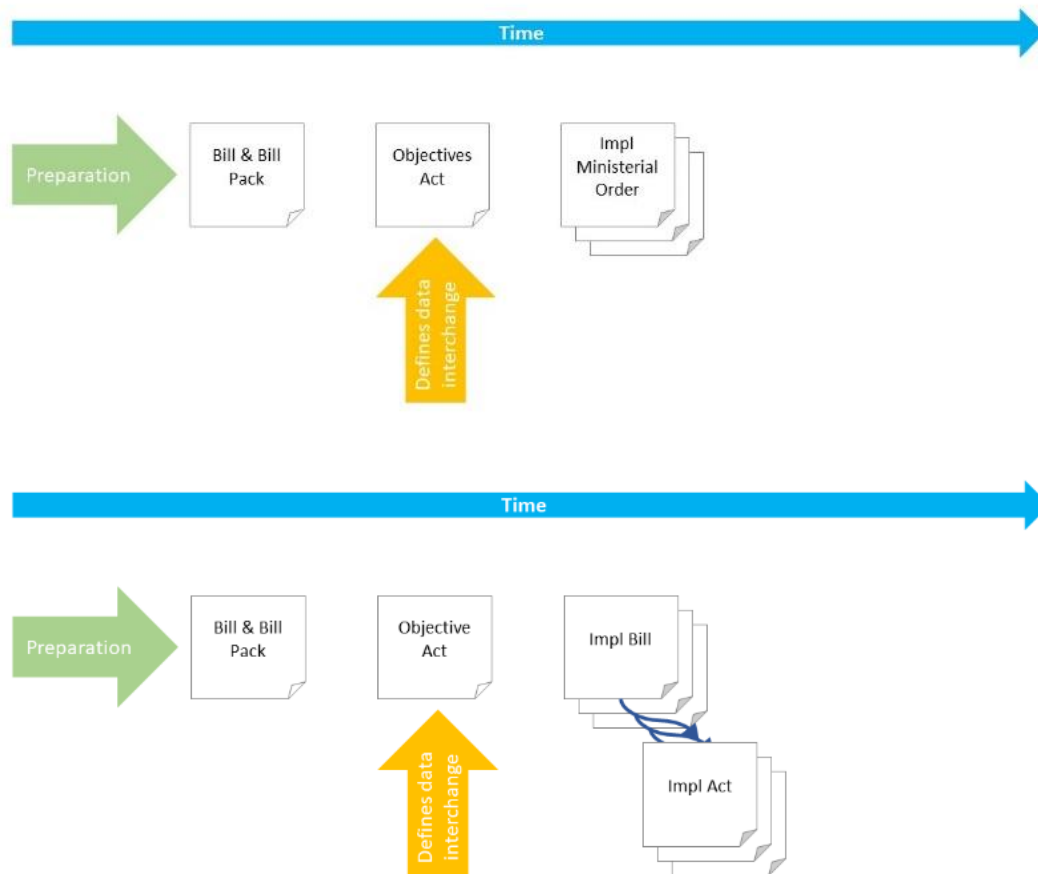 Time
Preparation
Bill & Bill
Pack
Objectives
Act
Impl
Ministerial
Order
Defines data
interchange
Time
Preparation
Bill & Bill
Pack
Objective
Act
Impl Bill
Impl Act
Defines data
interchange